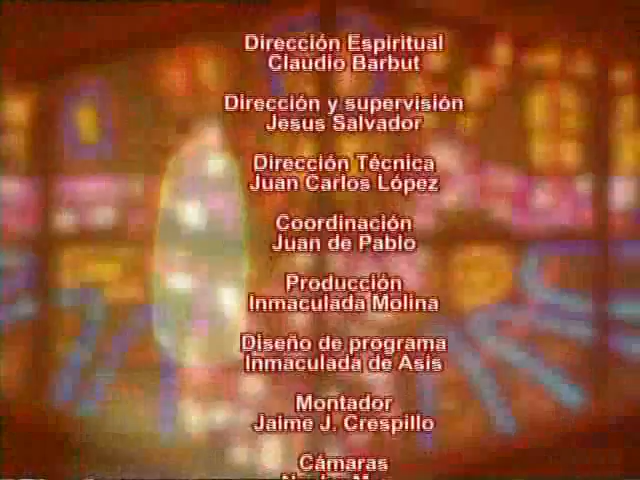 Dirección Espiritual
Claudio Barbut
Dirección y supervisión
Jesus Salvador
Dirección Técnica
Juan Carlos López
Coordinación
Juan de Pablo
Producción
Inmaculada Molina
Diseño de programa
Inmaculada de Asis
Montador
Jaime J. Crespillo
Cámaras